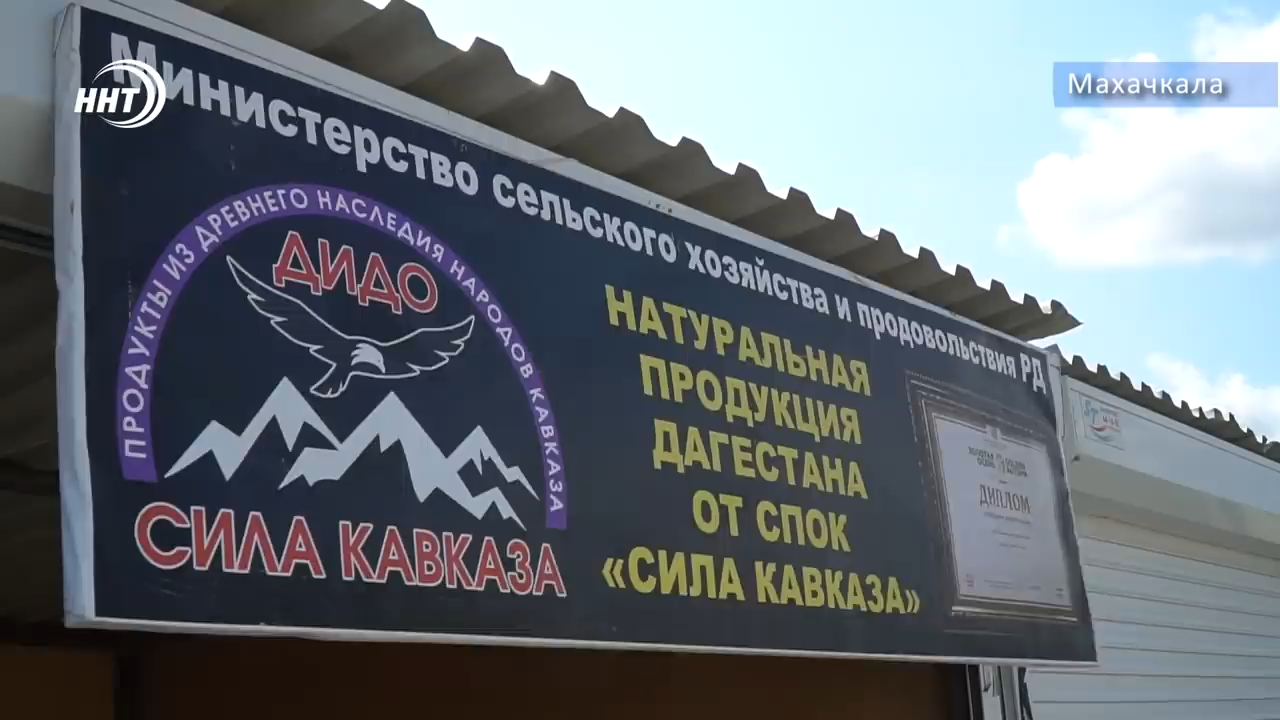 ННТ
Махачкала
Министерство сельского хозяйства и продовольствия РД
ПРОДУКТЫ ИЗ ДРЕВНЕГО НАСЛЕДИЯ НАРОДОВ КАВКАЗА
ДИДО
СИЛА КАВКАЗА
НАТУРАЛЬНАЯ
ПРОДУКЦИЯ
ДАГЕСТАНА
ОТ СПОК
«СИЛА КАВКАЗА»
ДИПЛОМ